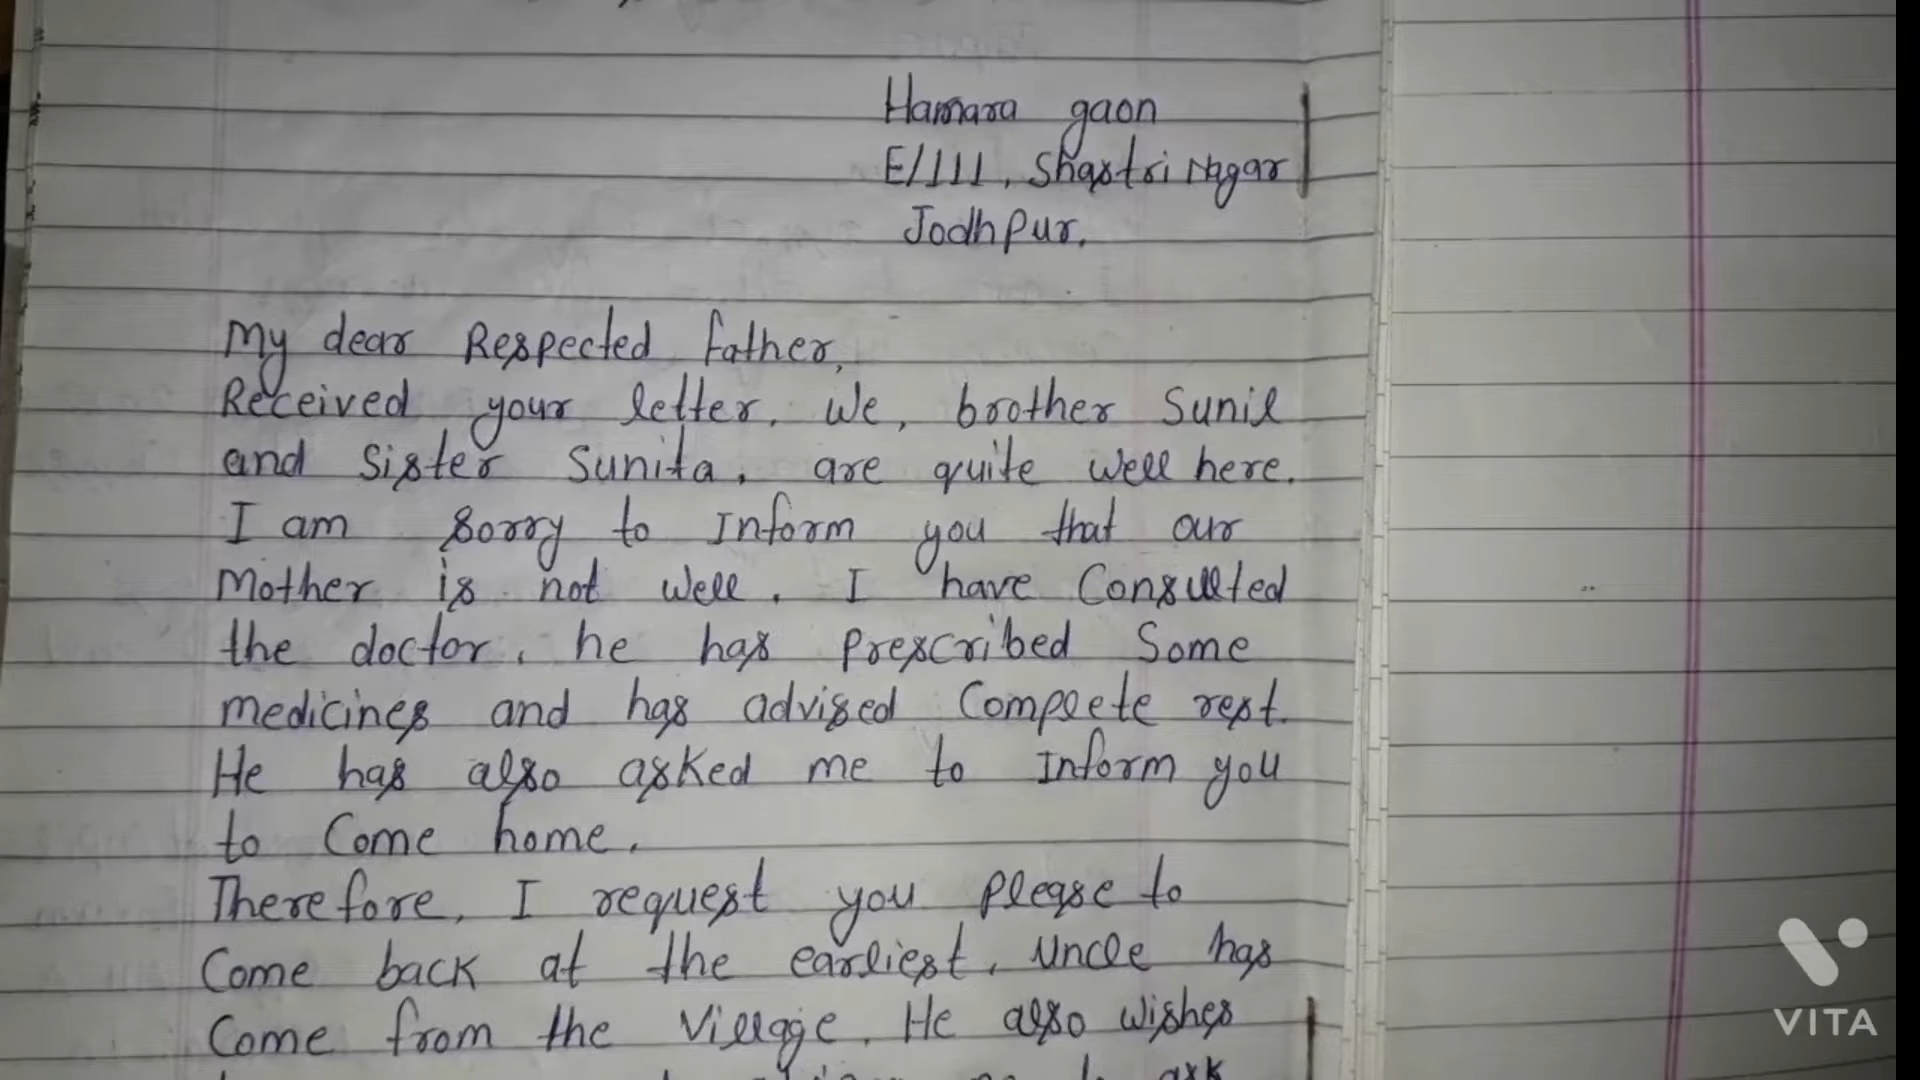 Hamara gaon
E/111, Shastri Nagar
Jodhpur.
My dear Respected father,
Received your letter. We, brother Sunil
and Sister Sunita, are quite well here.
I am sorry to Inform you that our
Mother is not well. I have Consulted
the doctor. he has prescribed Some
medicines and has advised Complete rest.
He has also asked me to Inform you
to Come home.
Therefore, I request you please to
Come back at the earliest. Uncle has
Come from the Village. He also wishes
ask
VITA